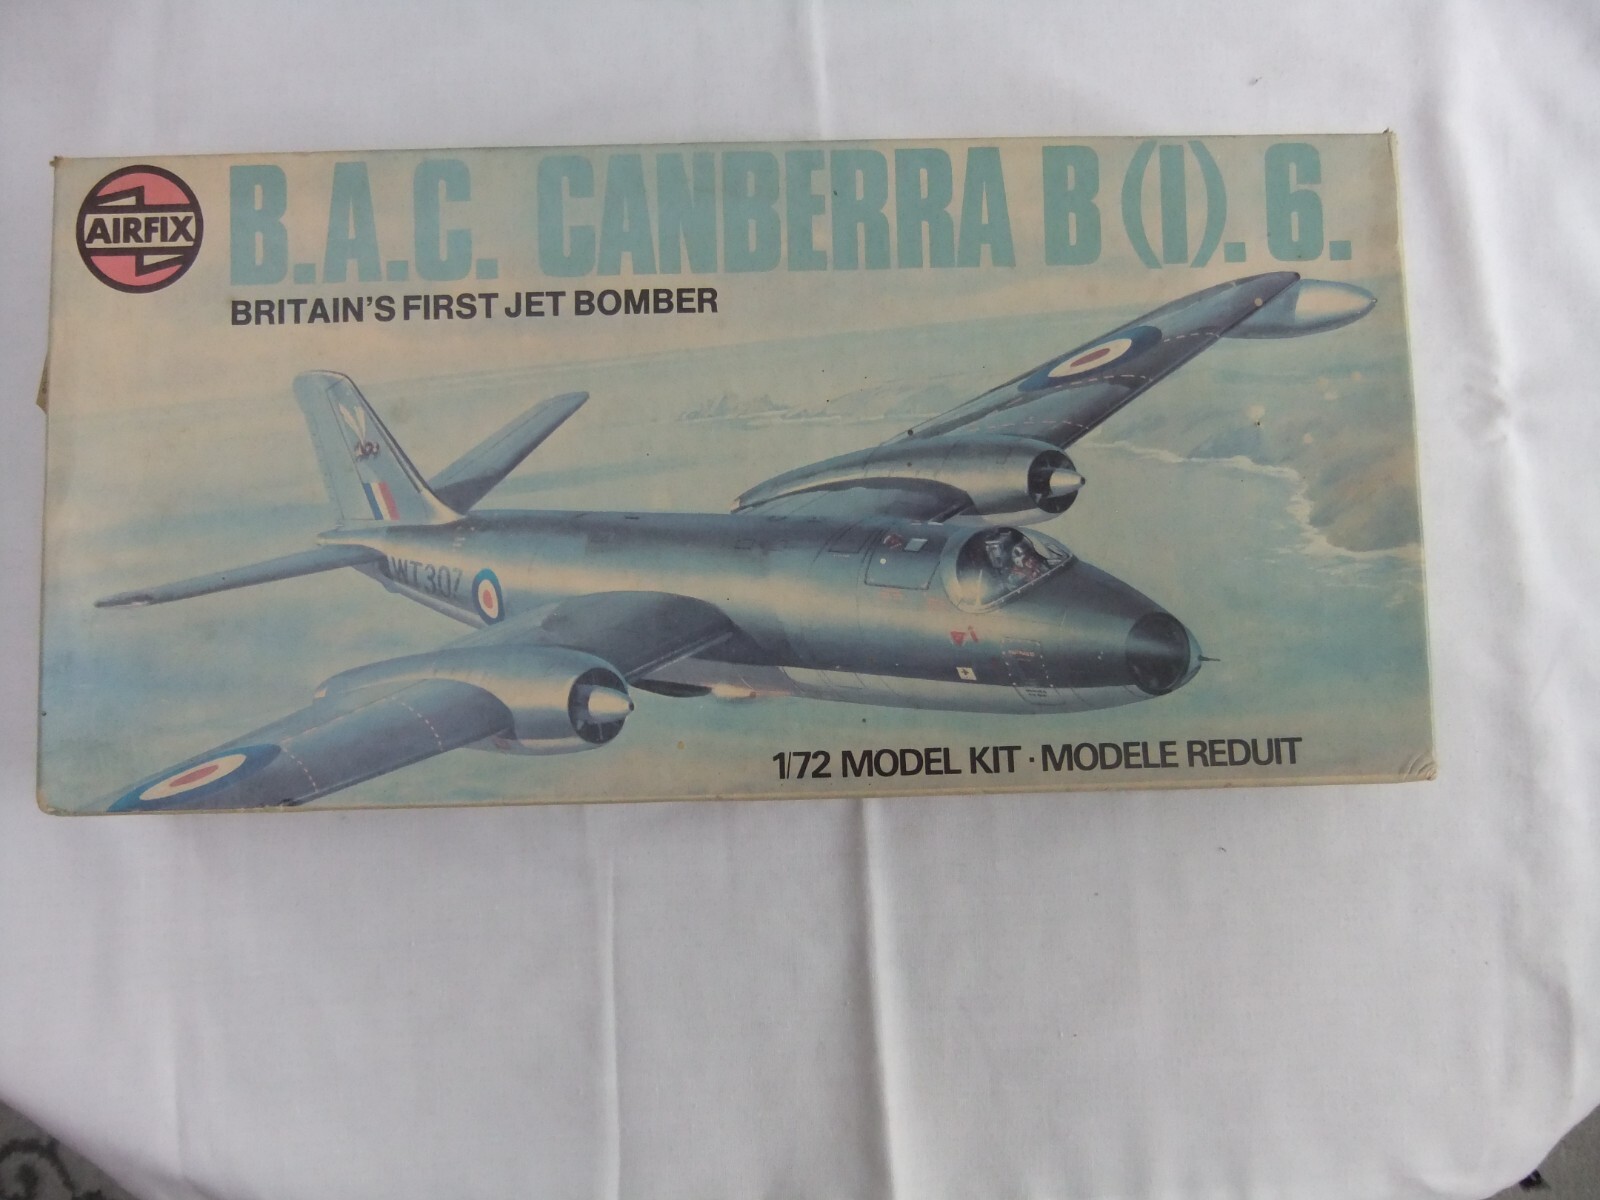 AIRFIX
B.A.C. CANBERRA B(I).6.
BRITAIN'S FIRST JET BOMBER
WT307
1/72 MODEL KIT · MODELE REDUIT